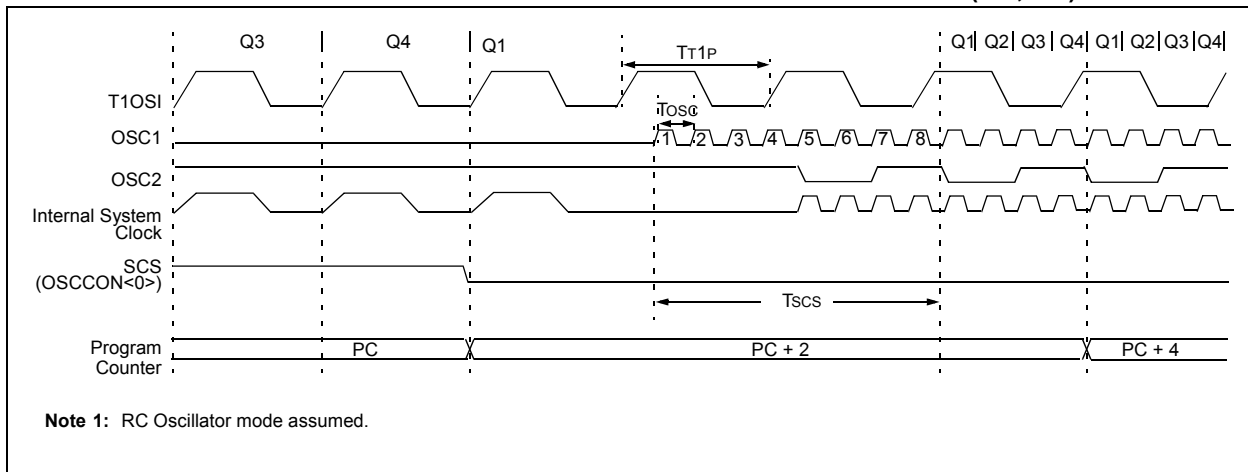 Q3 Q4 Q1 Q1 Q2 Q3 Q4 Q1 Q2 Q3 Q4
TT1P
T1OSI
TOSC
OSC1 1 2 3 4 5 6 7 8
OSC2
Internal System
Clock
SCS
(OSCCON<0>)
TSCS
Program
Counter
PC PC + 2 PC + 4
Note 1: RC Oscillator mode assumed.